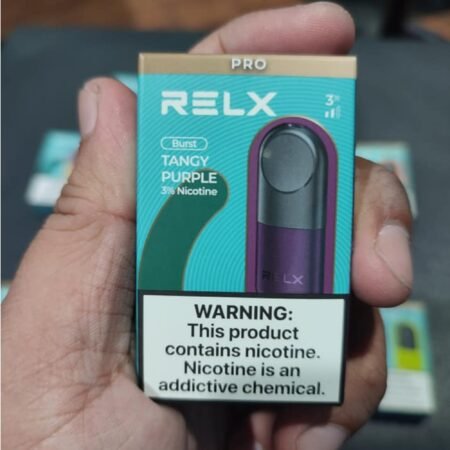 PRO
RELX
3%
Burst
TANGY
PURPLE
3% Nicotine
RELX
WARNING:
This product
contains nicotine.
Nicotine is an
addictive chemical.